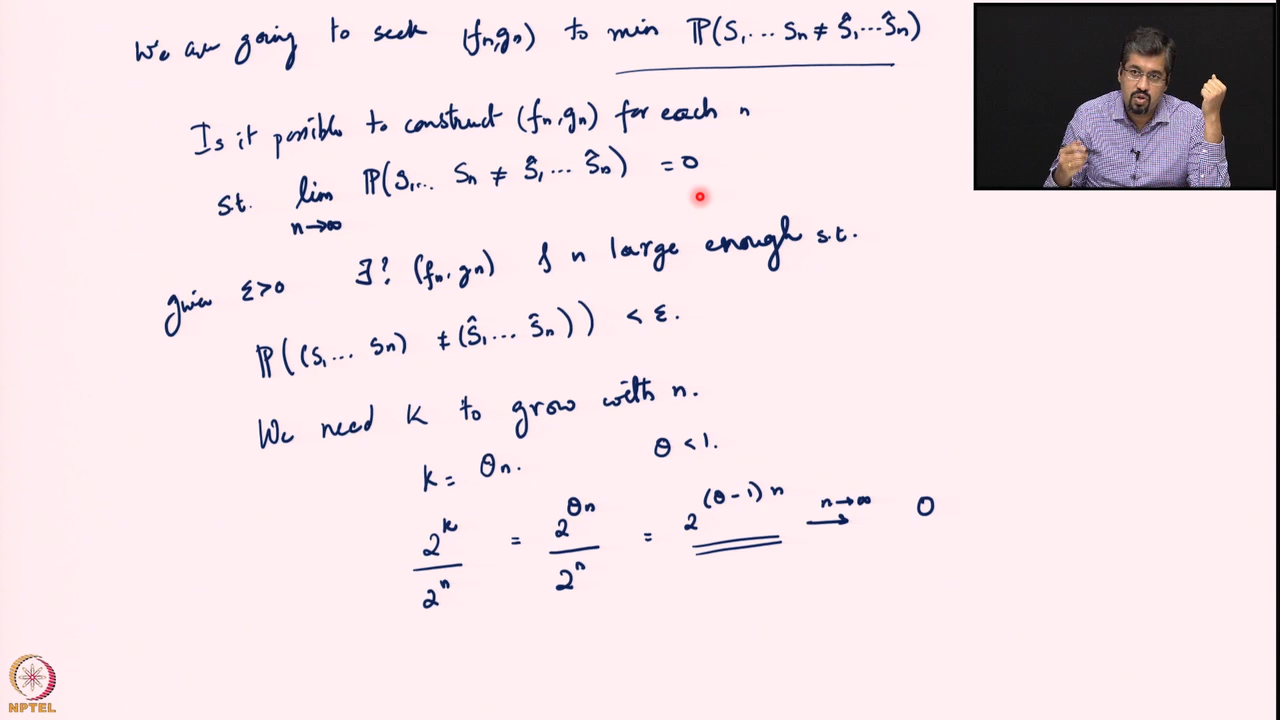 We are going to seek (fn,gn) to min ℙ(S1 ... Sn ≠ Ŝ1 ... Ŝn)
Is it possible to construct (fn, gn) for each n
s.t. lim n→∞ ℙ(S1 ... Sn ≠ Ŝ1 ... Ŝn) = 0
given ε>0 ∃? (fn, gn) & n large enough s.t.
ℙ((S1 ... Sn) ≠ (Ŝ1 ... Ŝn)) < ε.
We need k to grow with n.
k = θn. θ < 1.
2^k / 2^n = 2^θn / 2^n = 2^(θ-1)n n→∞ → 0
NPTEL